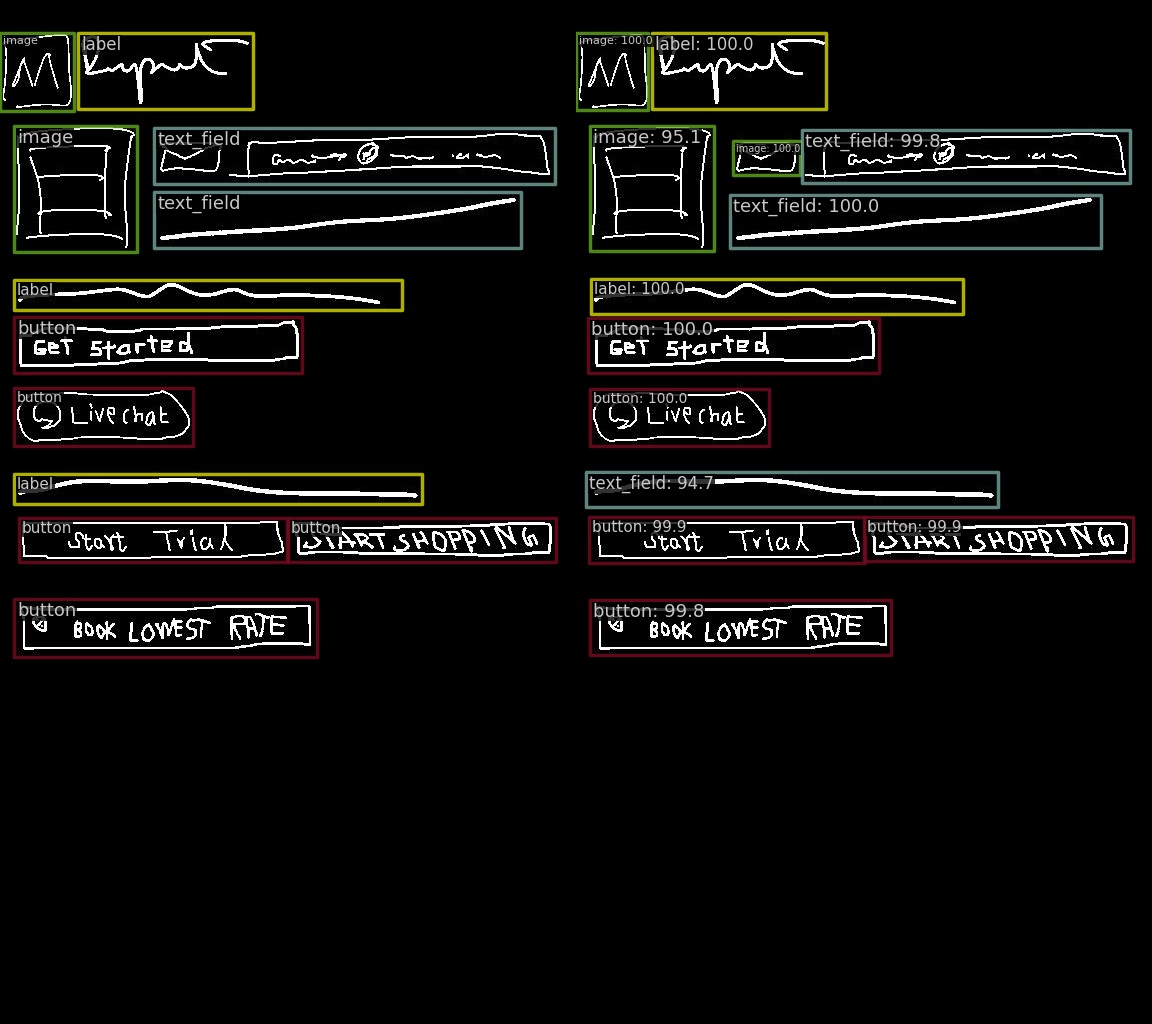 image label image: 100.0 label: 100.0
M M
image text_field image: 95.1 image: 100.0 text_field: 99.8
text_field text_field: 100.0
label label: 100.0
button button: 100.0
GeT Started GeT Started
button button: 100.0
Livechat Livechat
label text_field: 94.7
button button button: 99.9 button: 99.9
Start Trial START SHOPPING Start Trial START SHOPPING
button button: 99.8
BOOK LOWEST RATE BOOK LOWEST RATE